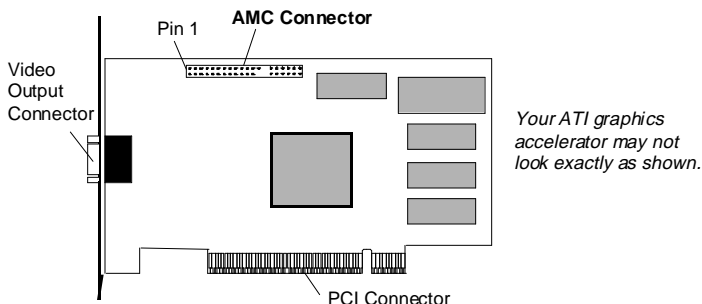 AMC Connector
Pin 1
Video
Output
Connector
Your ATI graphics
accelerator may not
look exactly as shown.
PCI Connector